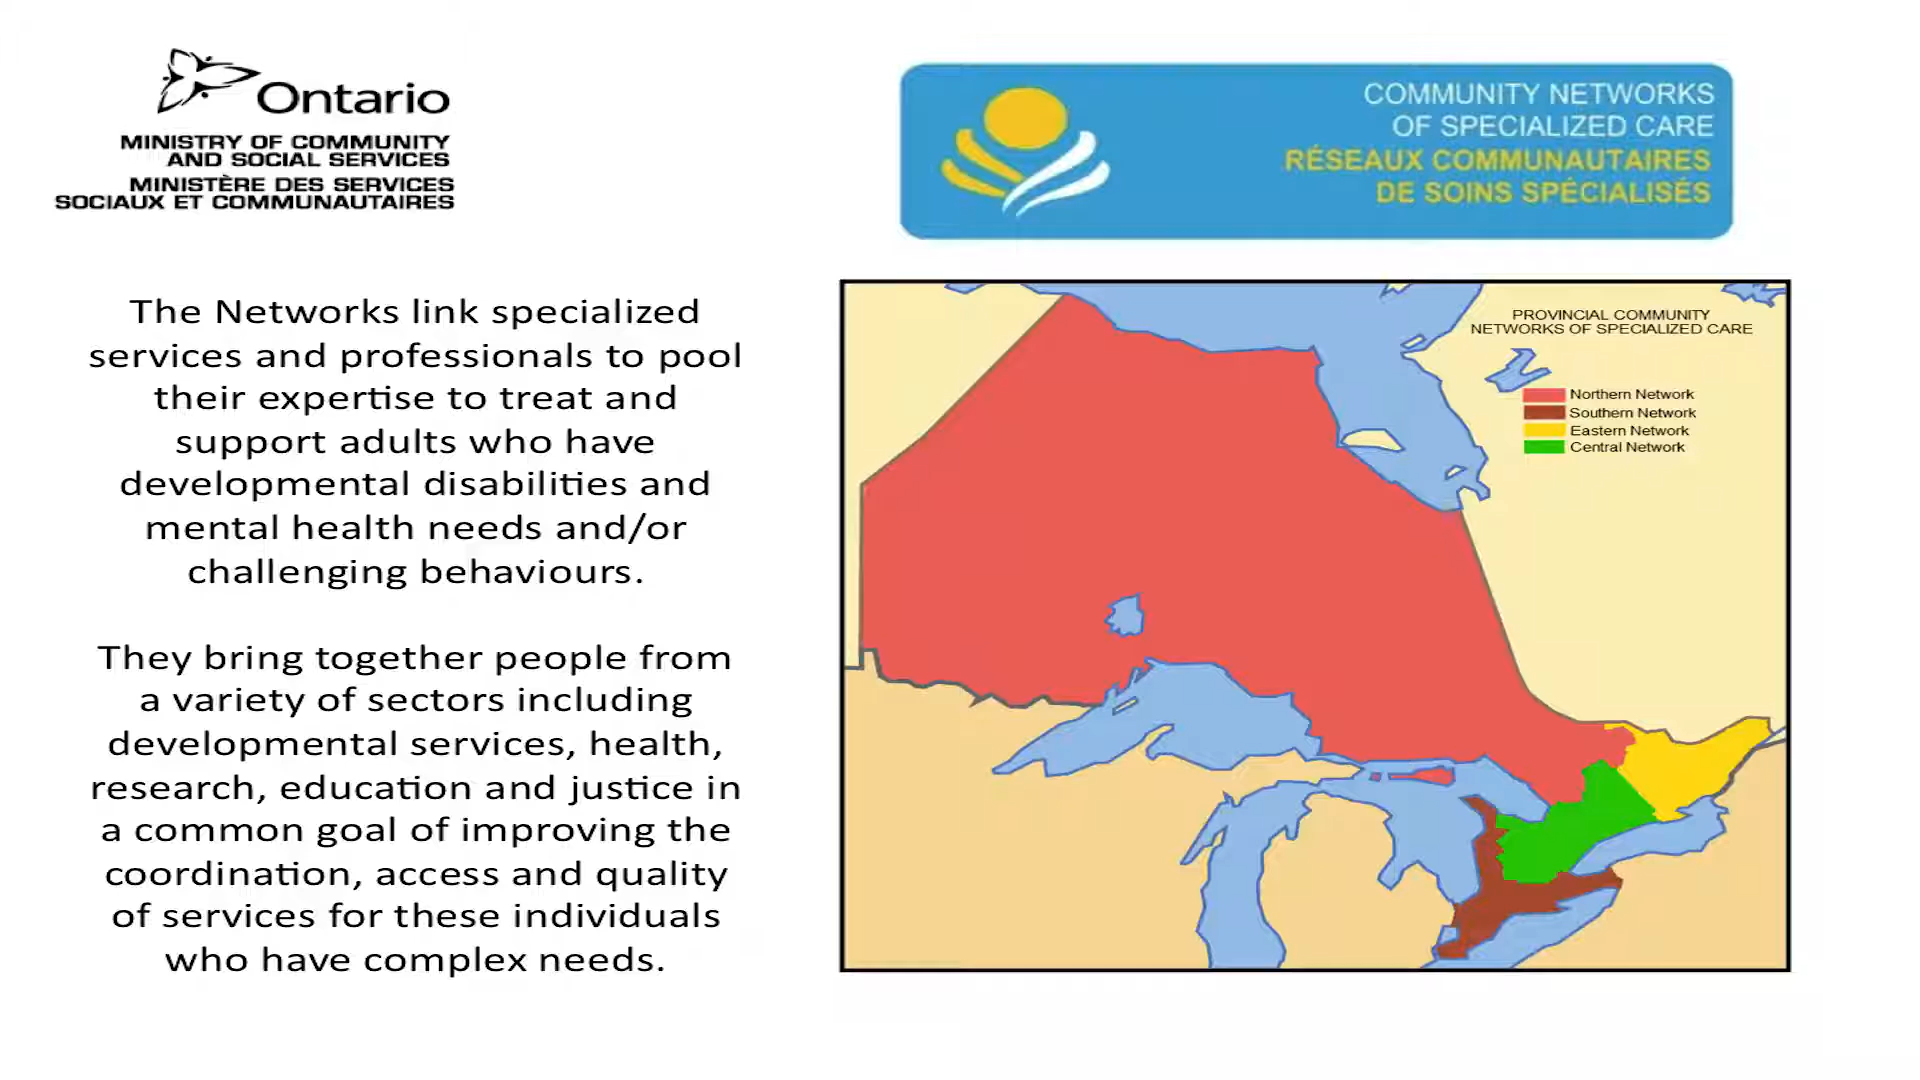 Ontario
MINISTRY OF COMMUNITY
AND SOCIAL SERVICES
MINISTÈRE DES SERVICES
SOCIAUX ET COMMUNAUTAIRES
COMMUNITY NETWORKS
OF SPECIALIZED CARE
RÉSEAUX COMMUNAUTAIRES
DE SOINS SPÉCIALISÉS
The Networks link specialized
services and professionals to pool
their expertise to treat and
support adults who have
developmental disabilities and
mental health needs and/or
challenging behaviours.
They bring together people from
a variety of sectors including
developmental services, health,
research, education and justice in
a common goal of improving the
coordination, access and quality
of services for these individuals
who have complex needs.
PROVINCIAL COMMUNITY
NETWORKS OF SPECIALIZED CARE
Northern Network
Southern Network
Eastern Network
Central Network